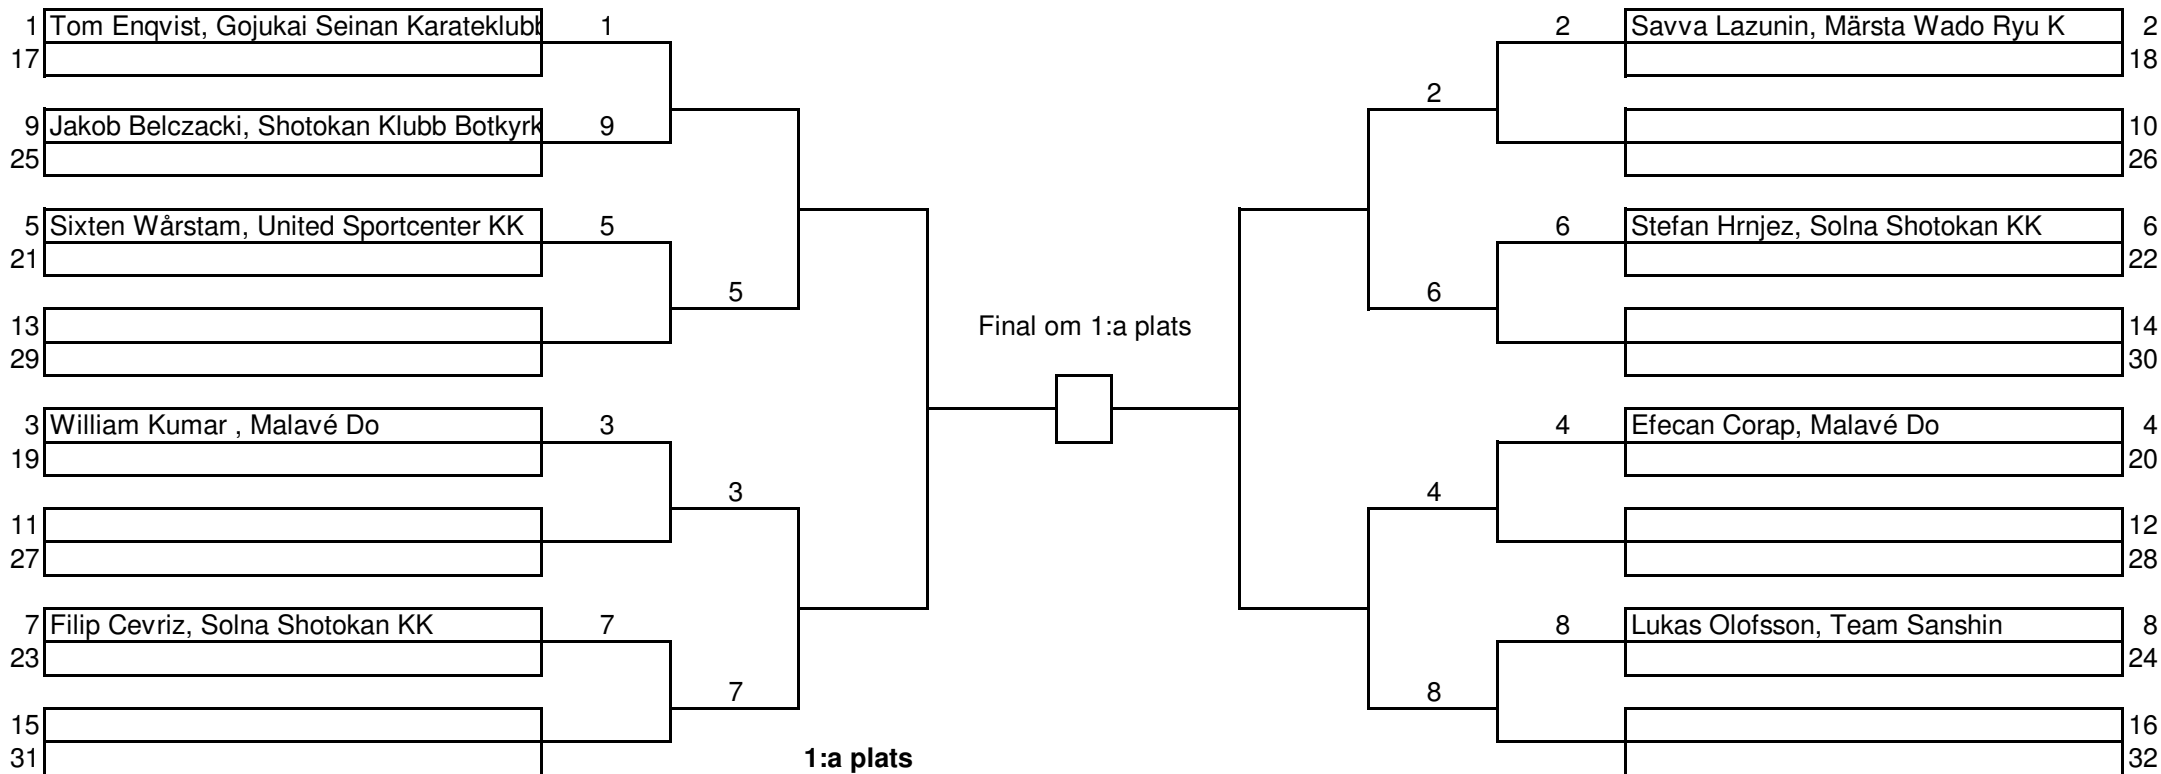 1 Tom Enqvist, Gojukai Seinan Karateklubb 1 2 Savva Lazunin, Märsta Wado Ryu K 2
17 18
2
9 Jakob Belczacki, Shotokan Klubb Botkyrk 9 10
25 26
5 Sixten Wårstam, United Sportcenter KK 5 6 Stefan Hrnjez, Solna Shotokan KK 6
21 22
5 6
13 Final om 1:a plats 14
29 30
3 William Kumar , Malavé Do 3 4 Efecan Corap, Malavé Do 4
19 20
3 4
11 12
27 28
7 Filip Cevriz, Solna Shotokan KK 7 8 Lukas Olofsson, Team Sanshin 8
23 24
7 8
15 16
31 1:a plats 32